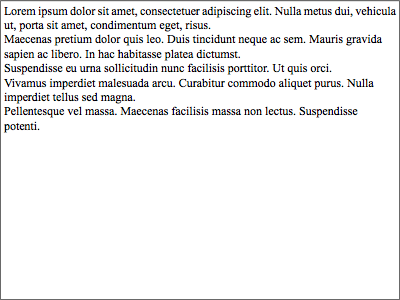 Lorem ipsum dolor sit amet, consectetuer adipiscing elit. Nulla metus dui, vehicula
ut, porta sit amet, condimentum eget, risus.
Maecenas pretium dolor quis leo. Duis tincidunt neque ac sem. Mauris gravida
sapien ac libero. In hac habitasse platea dictumst.
Suspendisse eu urna sollicitudin nunc facilisis porttitor. Ut quis orci.
Vivamus imperdiet malesuada arcu. Curabitur commodo aliquet purus. Nulla
imperdiet tellus sed magna.
Pellentesque vel massa. Maecenas facilisis massa non lectus. Suspendisse
potenti.